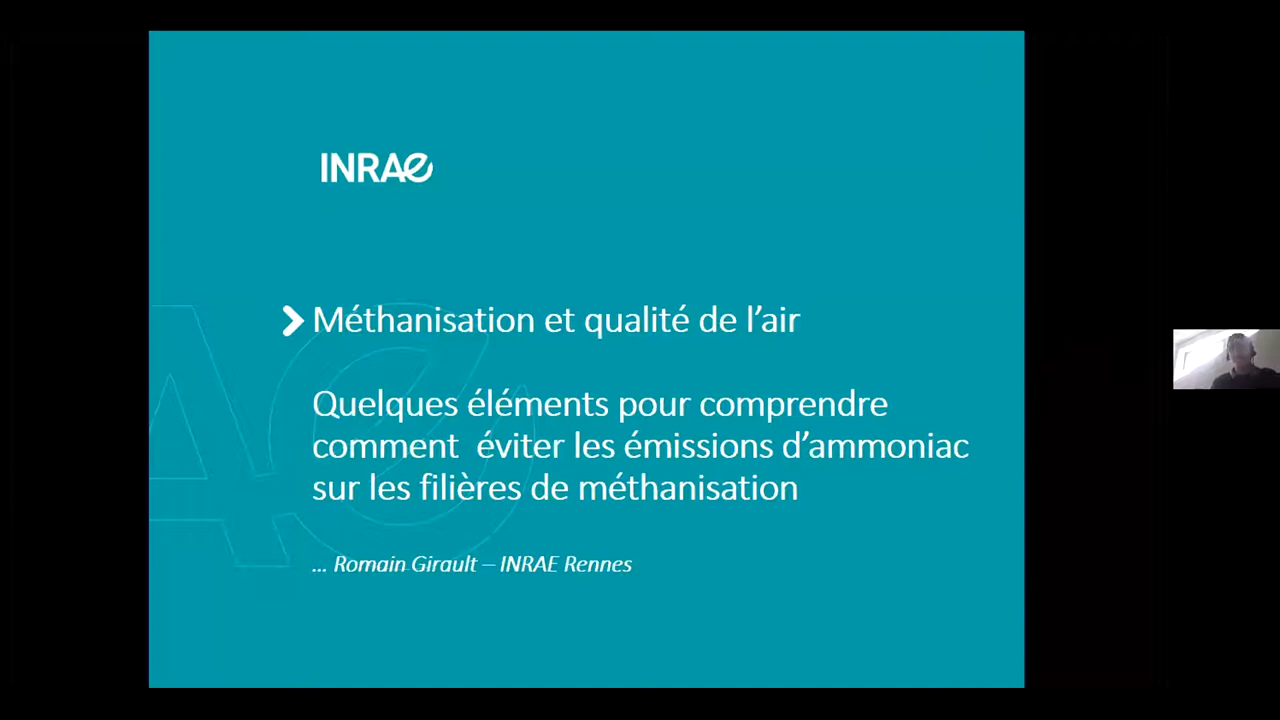 INRAE
Méthanisation et qualité de l’air
Quelques éléments pour comprendre
comment éviter les émissions d’ammoniac
sur les filières de méthanisation
... Romain Girault – INRAE Rennes